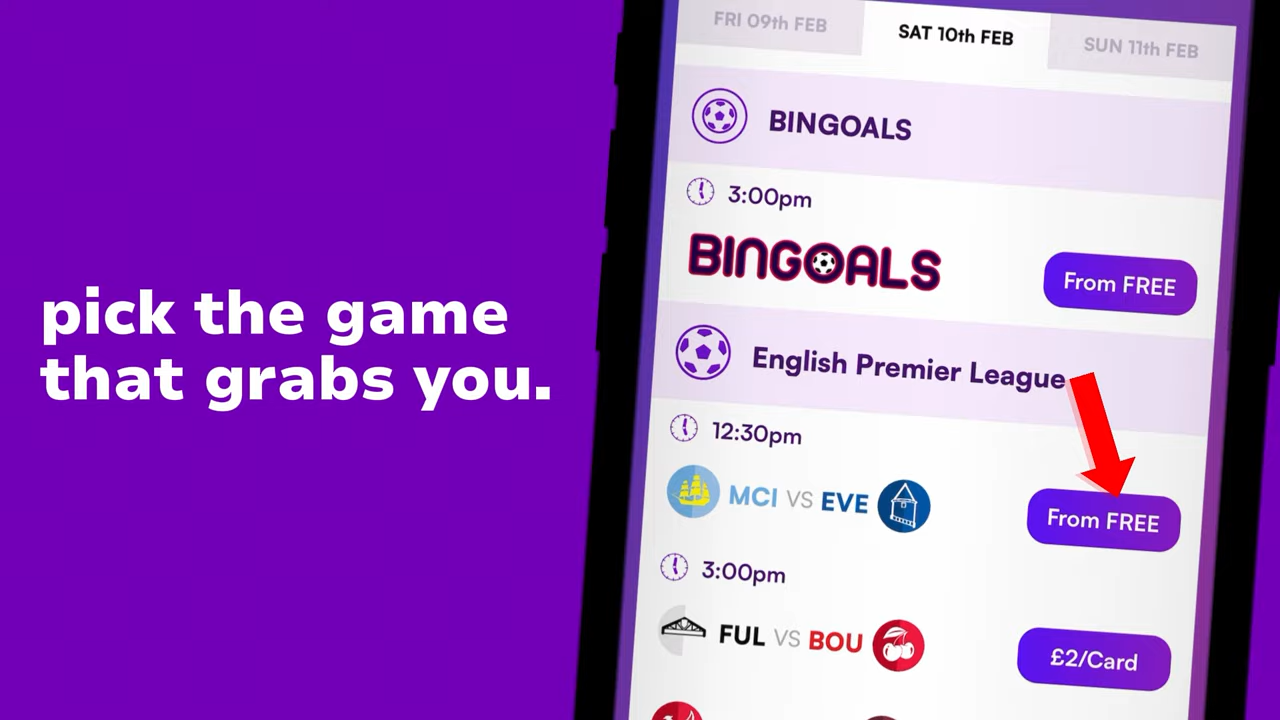 pick the game
that grabs you.
FRI 09th FEB
SAT 10th FEB
SUN 11th FEB
BINGOALS
3:00pm
BINGOALS
From FREE
English Premier League
12:30pm
MCI VS EVE
From FREE
3:00pm
FUL VS BOU
£2/Card